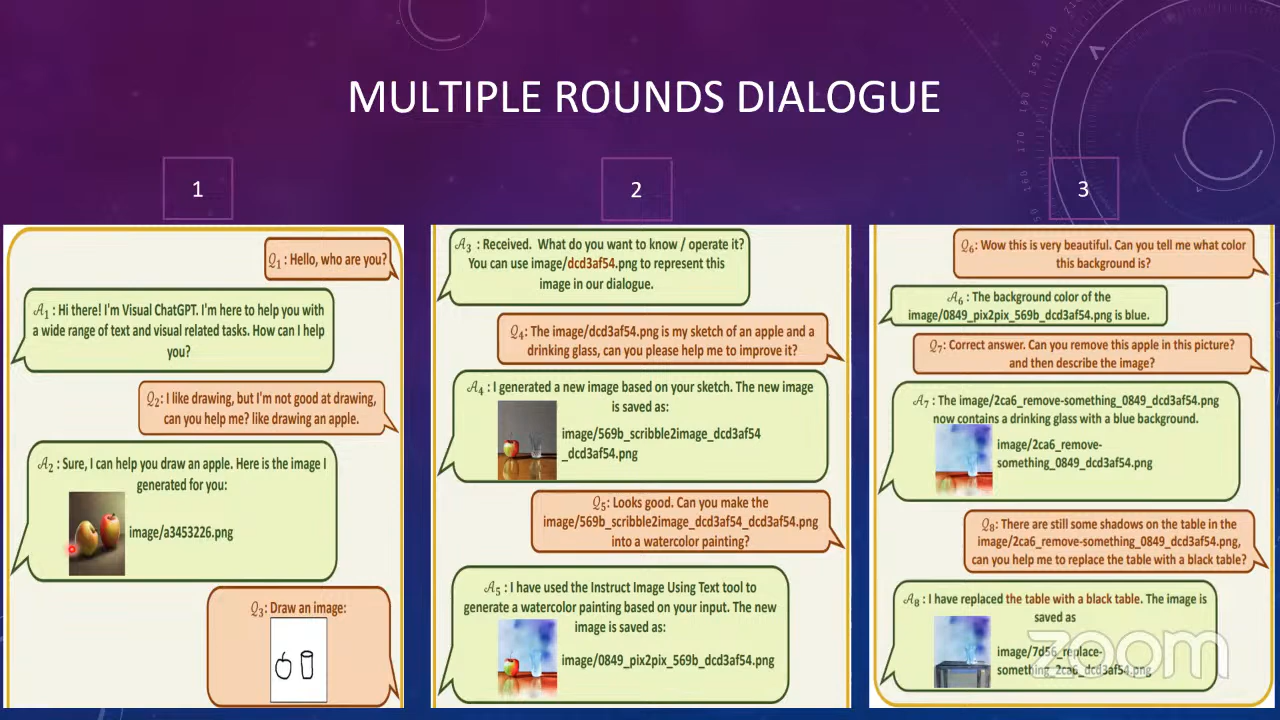 MULTIPLE ROUNDS DIALOGUE
1
Q1: Hello, who are you?
A1 : Hi there! I'm Visual ChatGPT. I'm here to help you with
a wide range of text and visual related tasks. How can I help
you?
Q2: I like drawing, but I'm not good at drawing,
can you help me? like drawing an apple.
A2 : Sure, I can help you draw an apple. Here is the image I
generated for you:
image/a3453226.png
Q3: Draw an image:
2
A3 : Received. What do you want to know / operate it?
You can use image/dcd3af54.png to represent this
image in our dialogue.
Q4: The image/dcd3af54.png is my sketch of an apple and a
drinking glass, can you please help me to improve it?
A4 : I generated a new image based on your sketch. The new image
is saved as:
image/569b_scribble2image_dcd3af54
_dcd3af54.png
Q5: Looks good. Can you make the
image/569b_scribble2image_dcd3af54_dcd3af54.png
into a watercolor painting?
A5 : I have used the Instruct Image Using Text tool to
generate a watercolor painting based on your input. The new
image is saved as:
image/0849_pix2pix_569b_dcd3af54.png
3
Q6: Wow this is very beautiful. Can you tell me what color
this background is?
A6 : The background color of the
image/0849_pix2pix_569b_dcd3af54.png is blue.
Q7: Correct answer. Can you remove this apple in this picture?
and then describe the image?
A7 : The image/2ca6_remove-something_0849_dcd3af54.png
now contains a drinking glass with a blue background.
image/2ca6_remove-
something_0849_dcd3af54.png
Q8: There are still some shadows on the table in the
image/2ca6_remove-something_0849_dcd3af54.png,
can you help me to replace the table with a black table?
A8 : I have replaced the table with a black table. The image is
saved as
image/7d56_replace-
something_2ca6_dcd3af54.png
zoom
140
150
160
170
190
200
210